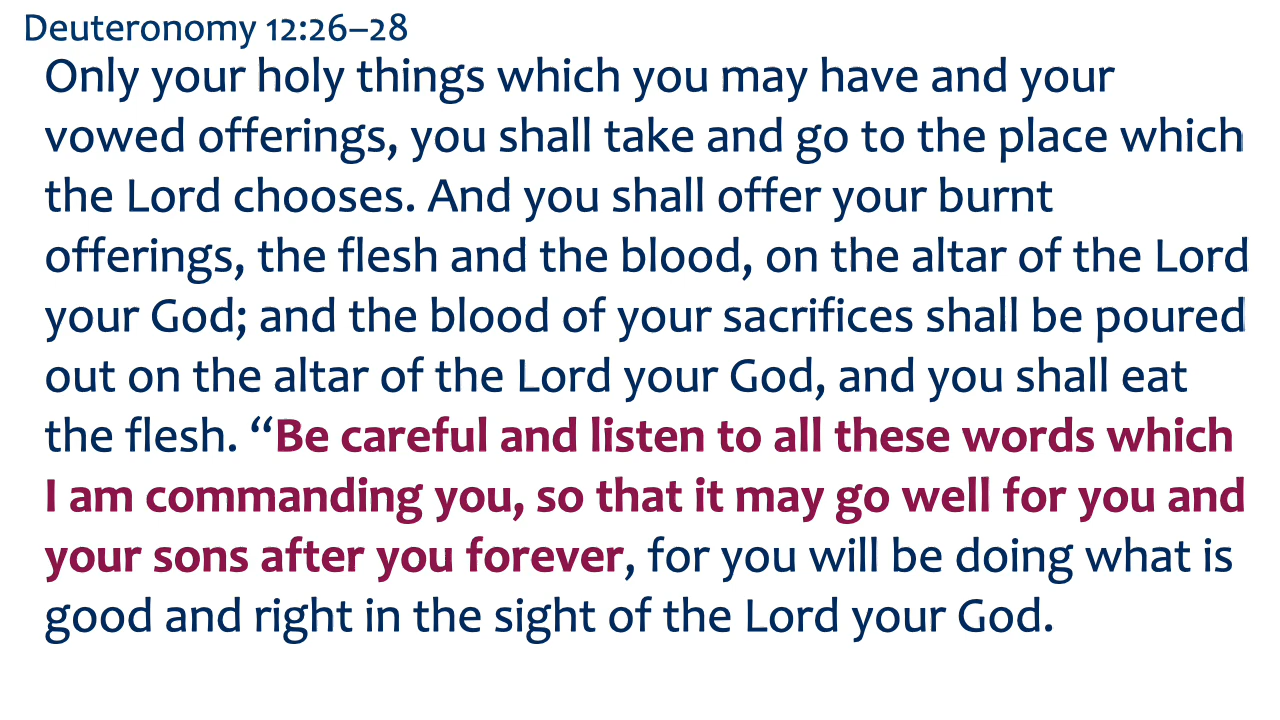 Deuteronomy 12:26–28
Only your holy things which you may have and your
vowed offerings, you shall take and go to the place which
the Lord chooses. And you shall offer your burnt
offerings, the flesh and the blood, on the altar of the Lord
your God; and the blood of your sacrifices shall be poured
out on the altar of the Lord your God, and you shall eat
the flesh. “Be careful and listen to all these words which
I am commanding you, so that it may go well for you and
your sons after you forever, for you will be doing what is
good and right in the sight of the Lord your God.